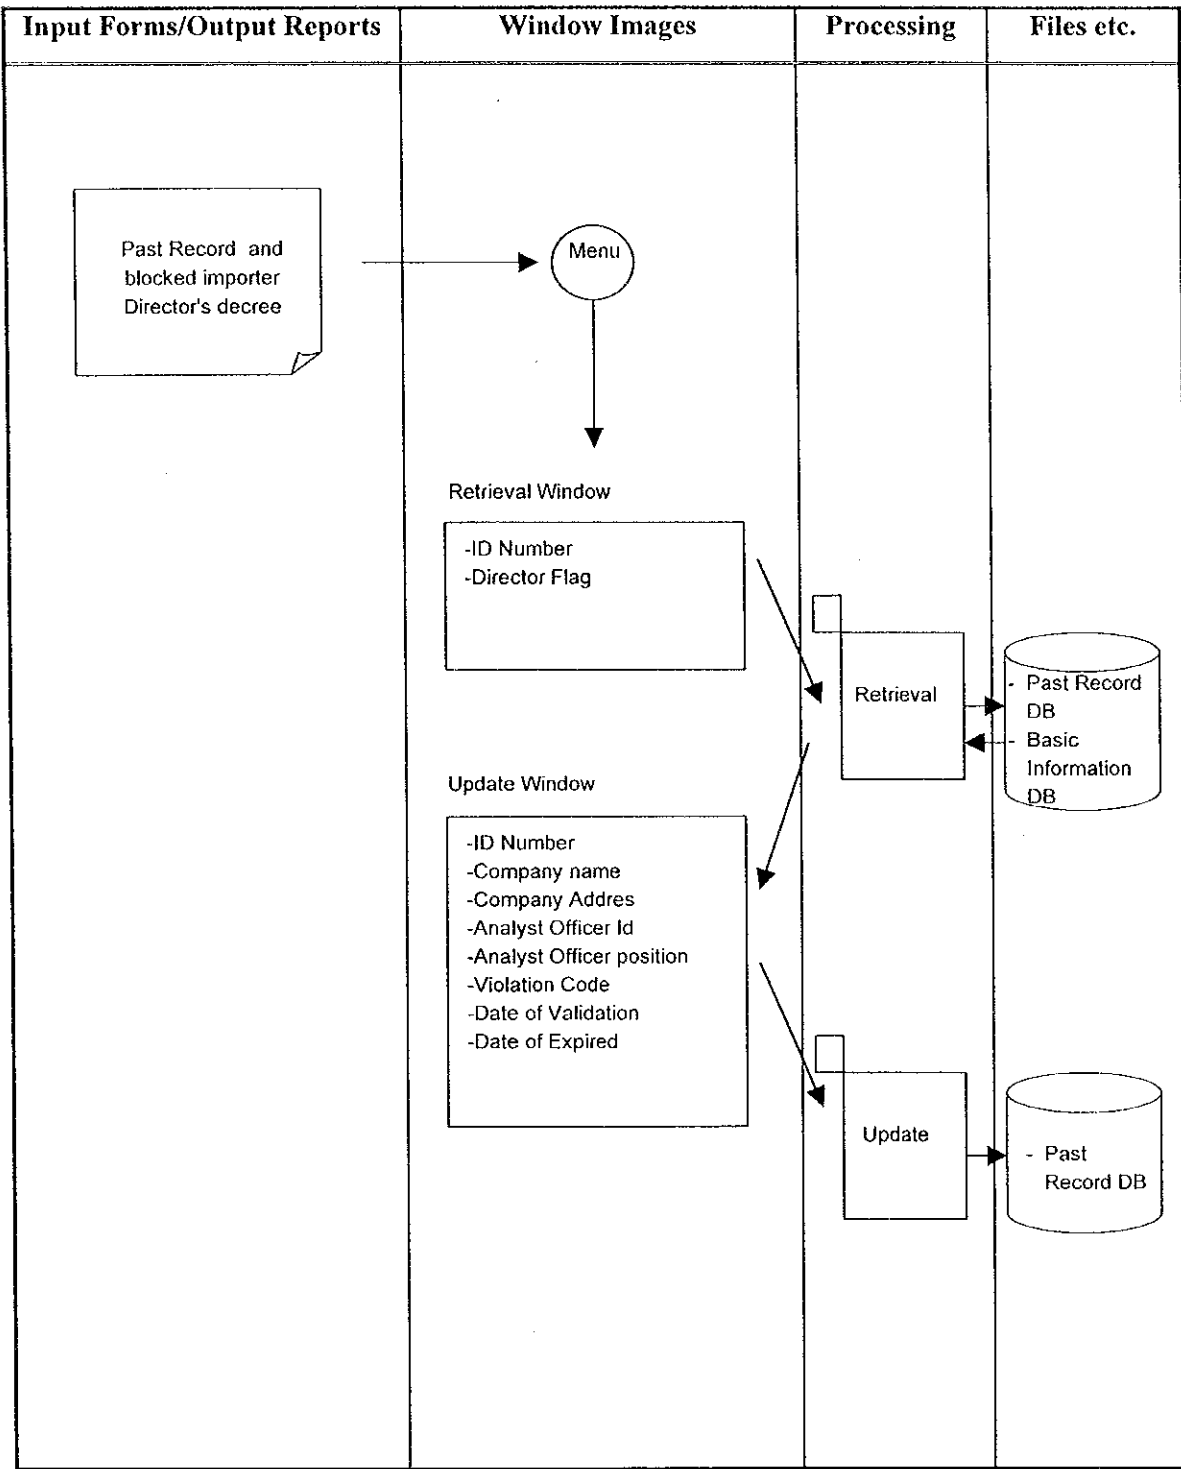 Input Forms/Output Reports
Window Images
Processing
Files etc.
Past Record and
blocked importer
Director's decree
Menu
Retrieval Window
-ID Number
-Director Flag
Retrieval
- Past Record
DB
- Basic
Information
DB
Update Window
-ID Number
-Company name
-Company Addres
-Analyst Officer Id
-Analyst Officer position
-Violation Code
-Date of Validation
-Date of Expired
Update
- Past
Record DB